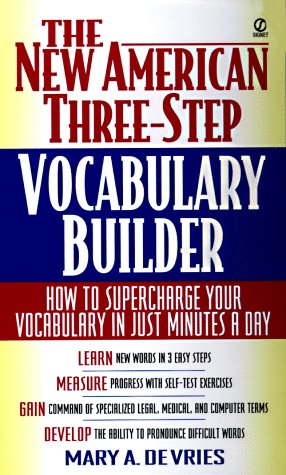 SIGNET
THE
NEW AMERICAN
THREE-STEP
VOCABULARY
BUILDER
HOW TO SUPERCHARGE YOUR
VOCABULARY IN JUST MINUTES A DAY
LEARN NEW WORDS IN 3 EASY STEPS
MEASURE PROGRESS WITH SELF-TEST EXERCISES
GAIN COMMAND OF SPECIALIZED LEGAL, MEDICAL, AND COMPUTER TERMS
DEVELOP THE ABILITY TO PRONOUNCE DIFFICULT WORDS
MARY A. DEVRIES